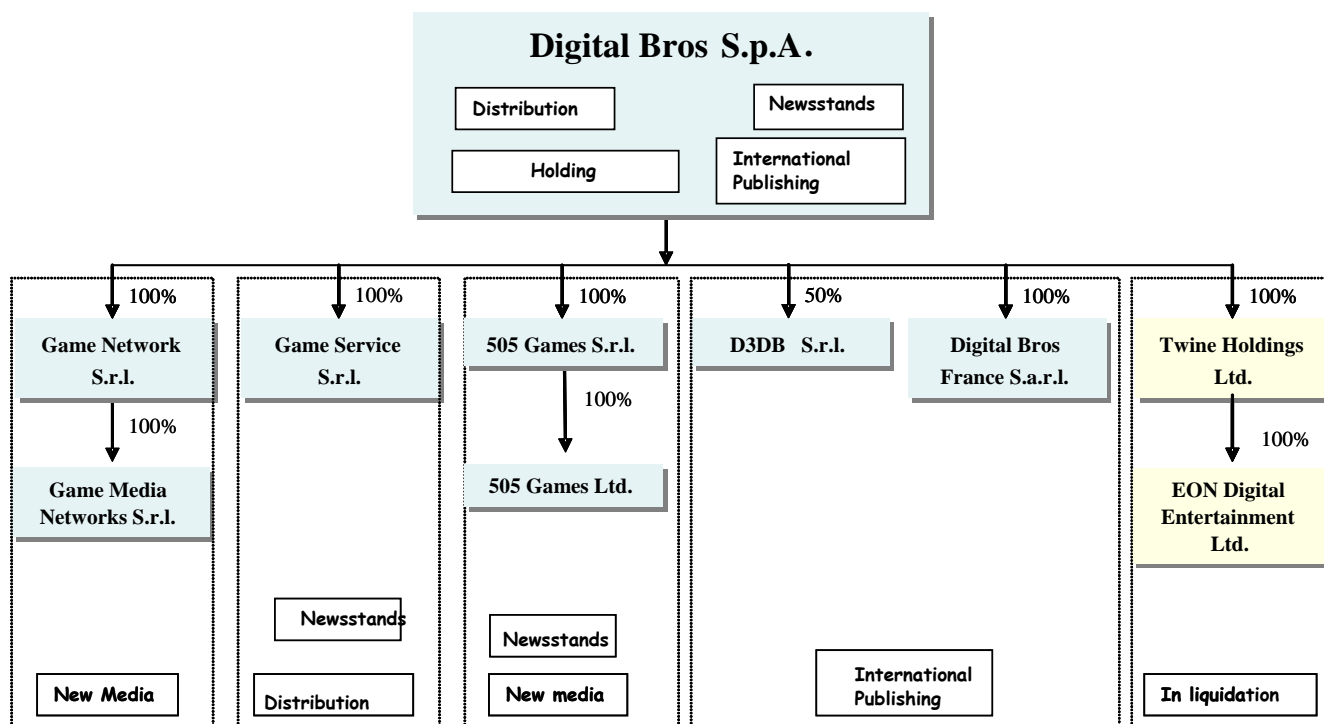 Digital Bros S.p.A.
Distribution
Newsstands
Holding
International
Publishing
100%
100%
100%
50%
100%
100%
Game Network
S.r.l.
Game Service
S.r.l.
505 Games S.r.l.
D3DB S.r.l.
Digital Bros
France S.a.r.l.
Twine Holdings
Ltd.
100%
100%
100%
Game Media
Networks S.r.l.
505 Games Ltd.
EON Digital
Entertainment
Ltd.
Newsstands
Newsstands
New Media
Distribution
New media
International
Publishing
In liquidation